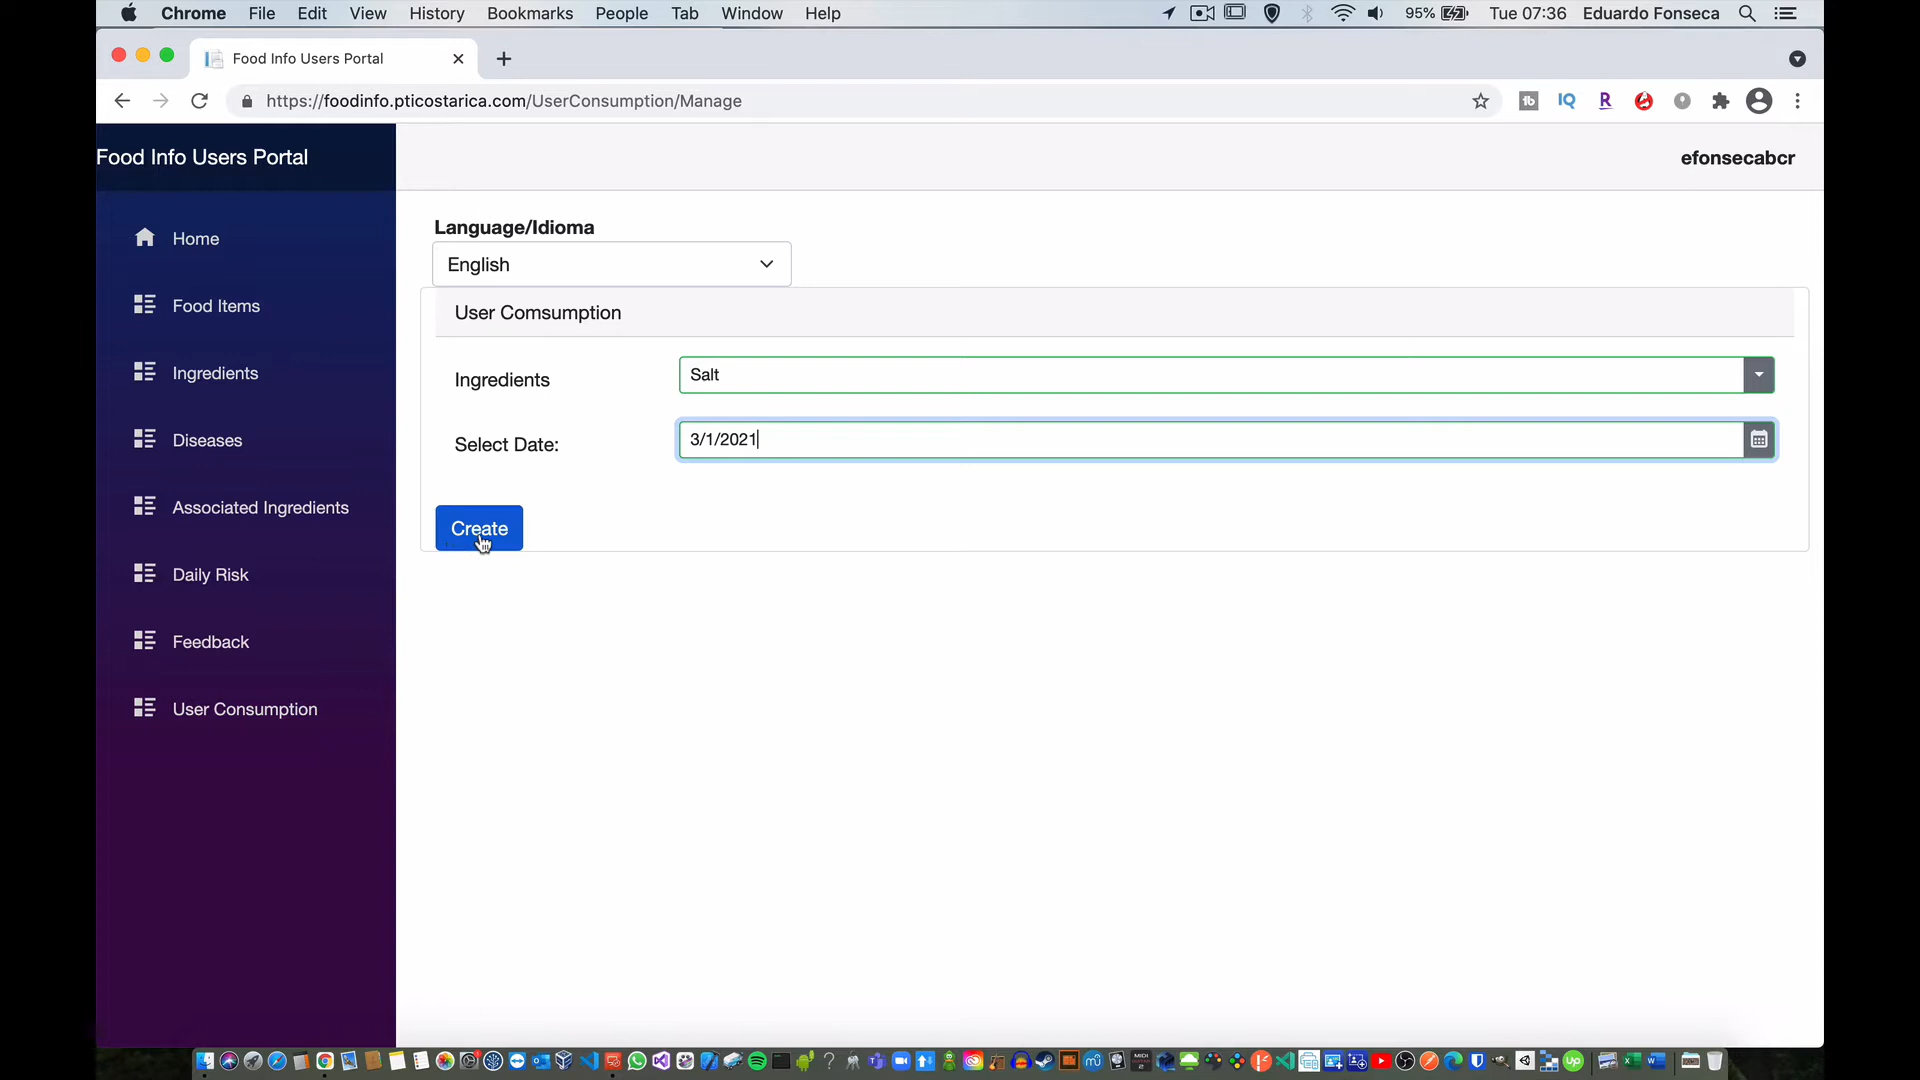 Chrome File Edit View History Bookmarks People Tab Window Help 95% Tue 07:36 Eduardo Fonseca
Food Info Users Portal
https://foodinfo.pticostarica.com/UserConsumption/Manage
Food Info Users Portal
efonsecabcr
Home
Food Items
Ingredients
Diseases
Associated Ingredients
Daily Risk
Feedback
User Consumption
Language/Idioma
English
User Comsumption
Ingredients
Salt
Select Date:
3/1/2021
Create